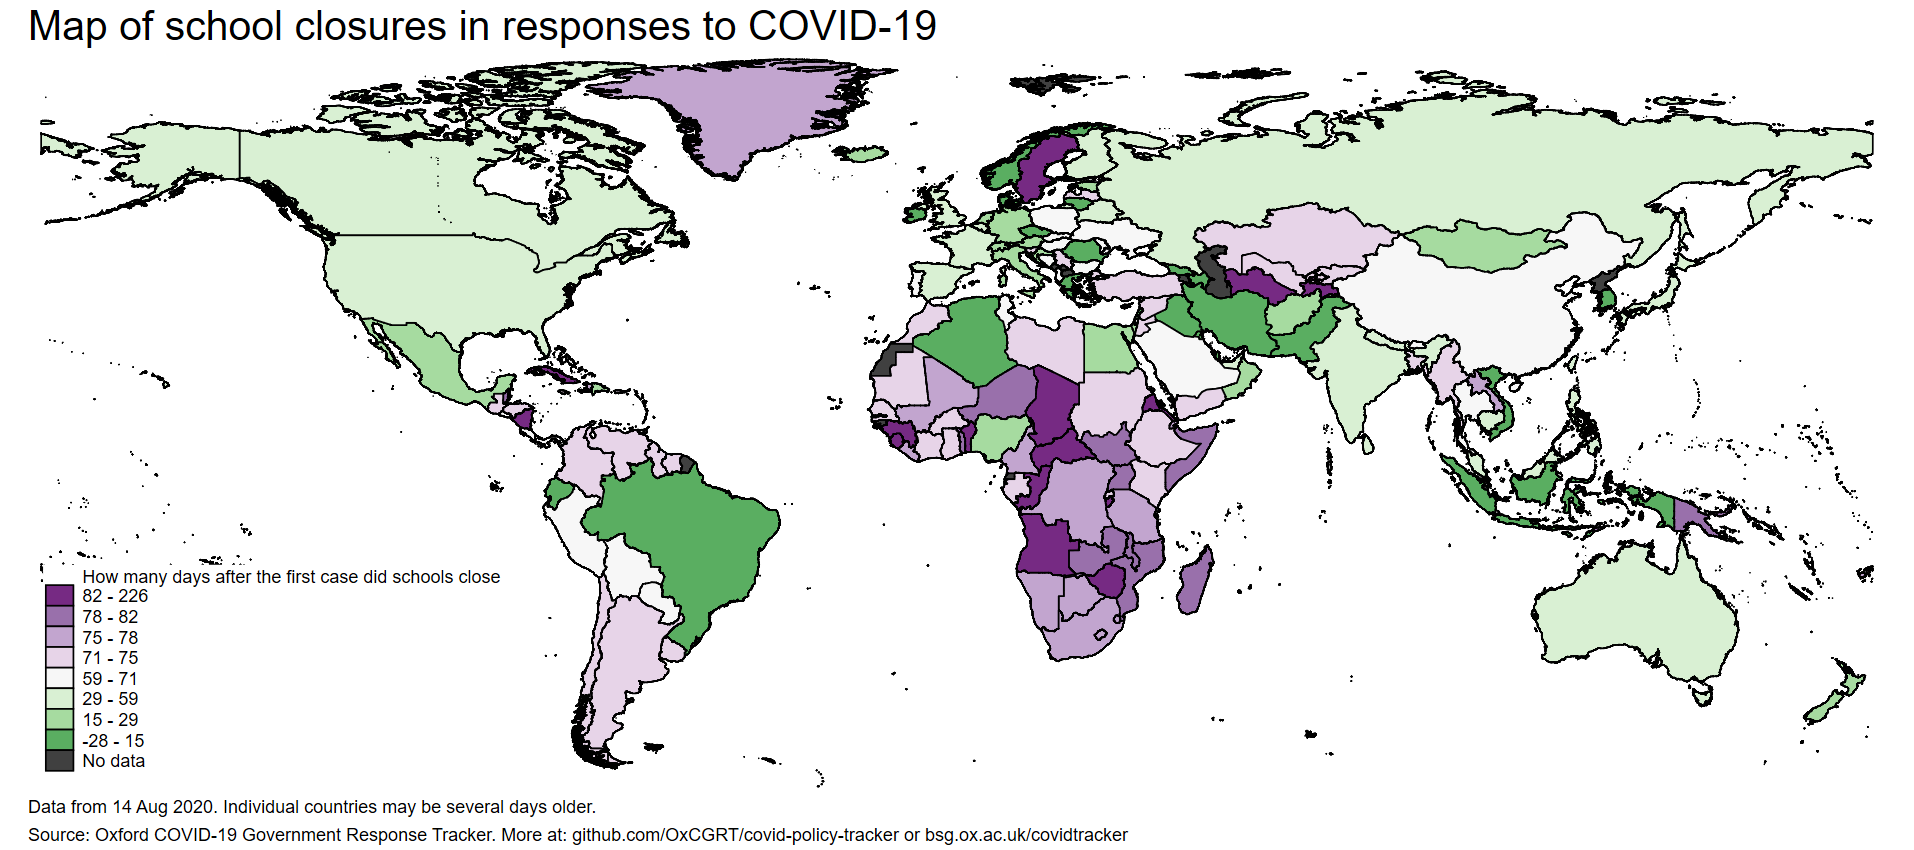 Map of school closures in responses to COVID-19
How many days after the first case did schools close
82 - 226
78 - 82
75 - 78
71 - 75
59 - 71
29 - 59
15 - 29
-28 - 15
No data
Data from 14 Aug 2020. Individual countries may be several days older.
Source: Oxford COVID-19 Government Response Tracker. More at: github.com/OxCGRT/covid-policy-tracker or bsg.ox.ac.uk/covidtracker